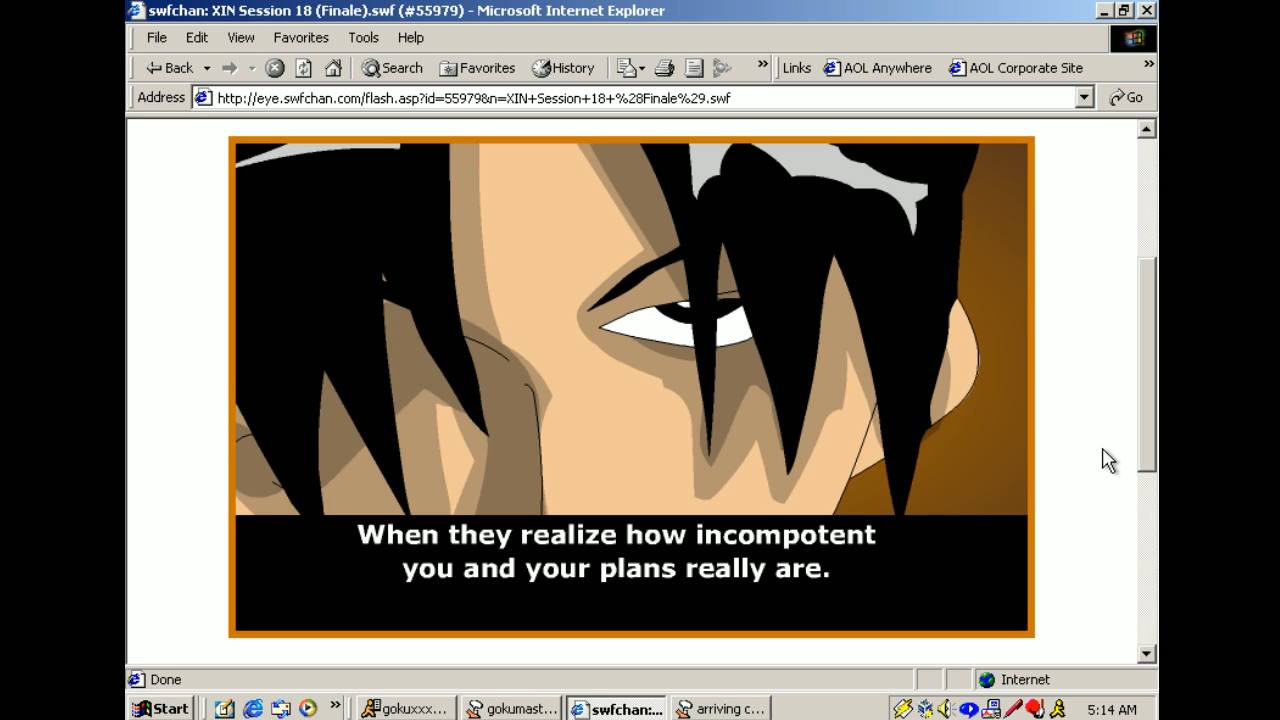 swfchan: XIN Session 18 (Finale).swf (#55979) - Microsoft Internet Explorer
File Edit View Favorites Tools Help
Back Search Favorites History Links AOL Anywhere AOL Corporate Site
Address http://eye.swfchan.com/flash.asp?id=55979&n=XIN+Session+18+%28Finale%29.swf Go
When they realize how incompotent
you and your plans really are.
Done Internet
Start gokuxxx... gokumast... swfchan:... arriving c... 5:14 AM